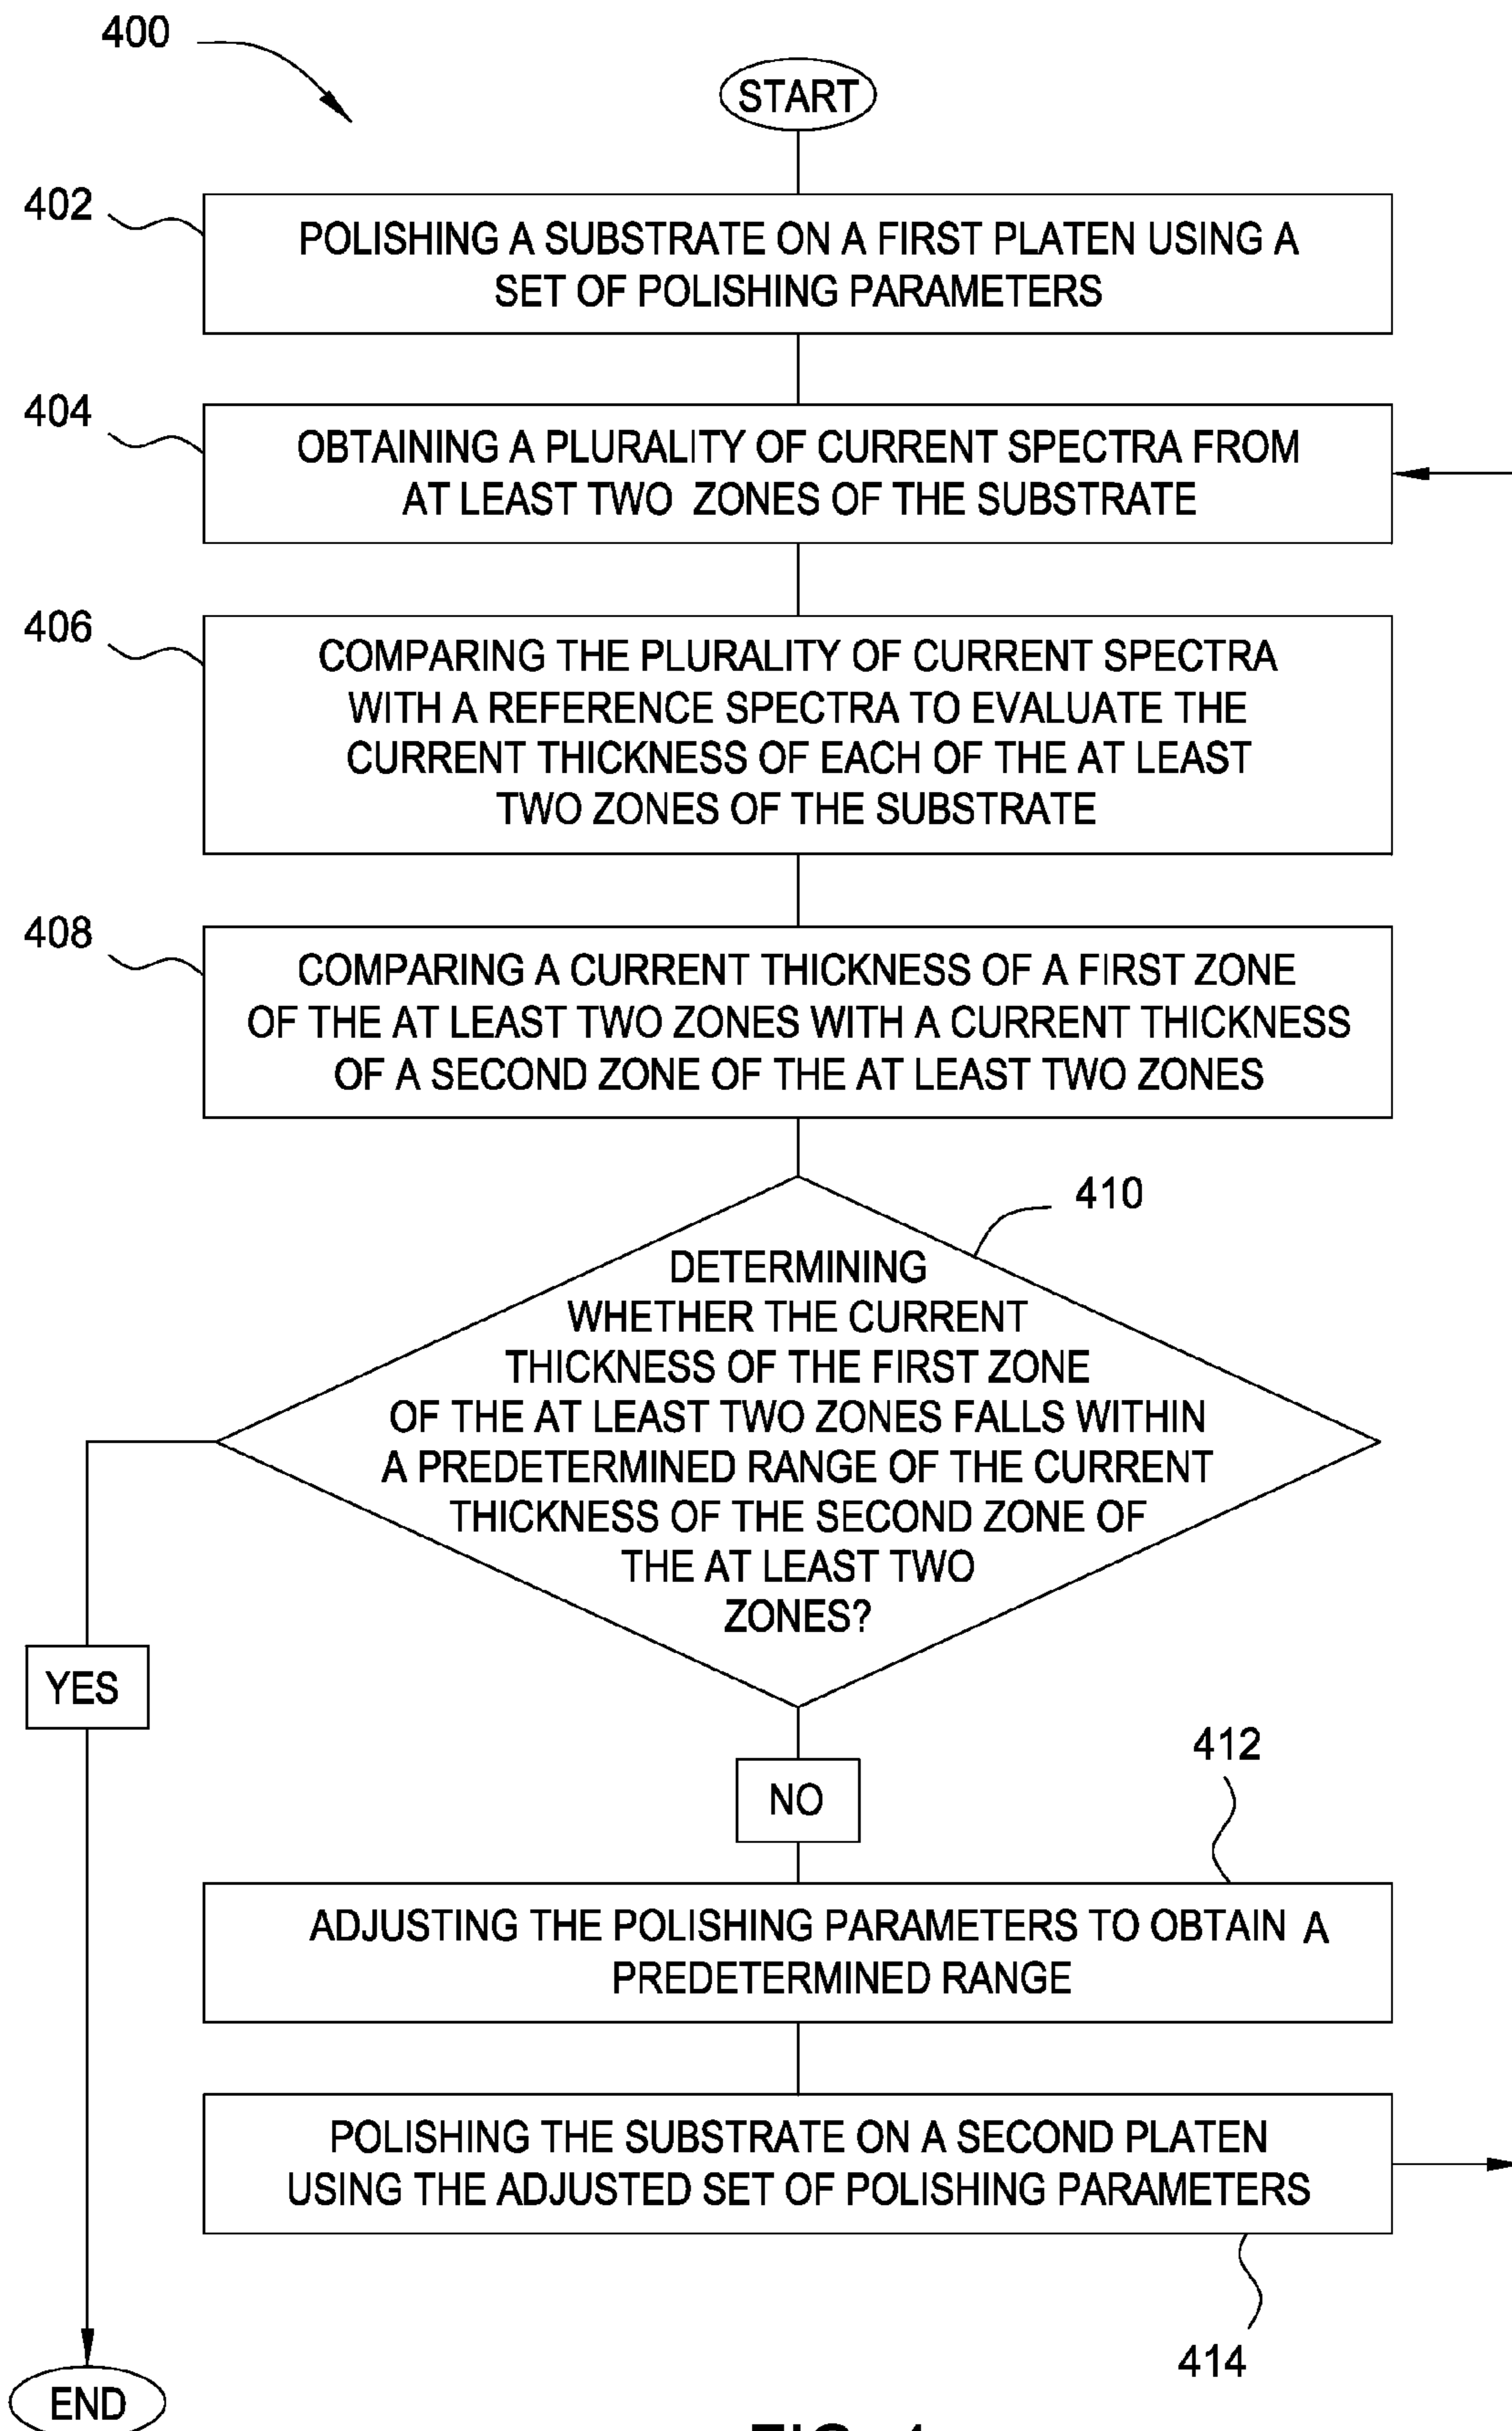 400
START
402
POLISHING A SUBSTRATE ON A FIRST PLATEN USING A
SET OF POLISHING PARAMETERS
404
OBTAINING A PLURALITY OF CURRENT SPECTRA FROM
AT LEAST TWO ZONES OF THE SUBSTRATE
406
COMPARING THE PLURALITY OF CURRENT SPECTRA
WITH A REFERENCE SPECTRA TO EVALUATE THE
CURRENT THICKNESS OF EACH OF THE AT LEAST
TWO ZONES OF THE SUBSTRATE
408
COMPARING A CURRENT THICKNESS OF A FIRST ZONE
OF THE AT LEAST TWO ZONES WITH A CURRENT THICKNESS
OF A SECOND ZONE OF THE AT LEAST TWO ZONES
410
DETERMINING
WHETHER THE CURRENT
THICKNESS OF THE FIRST ZONE
OF THE AT LEAST TWO ZONES FALLS WITHIN
A PREDETERMINED RANGE OF THE CURRENT
THICKNESS OF THE SECOND ZONE OF
THE AT LEAST TWO
ZONES?
YES
NO
412
ADJUSTING THE POLISHING PARAMETERS TO OBTAIN A
PREDETERMINED RANGE
POLISHING THE SUBSTRATE ON A SECOND PLATEN
USING THE ADJUSTED SET OF POLISHING PARAMETERS
414
END